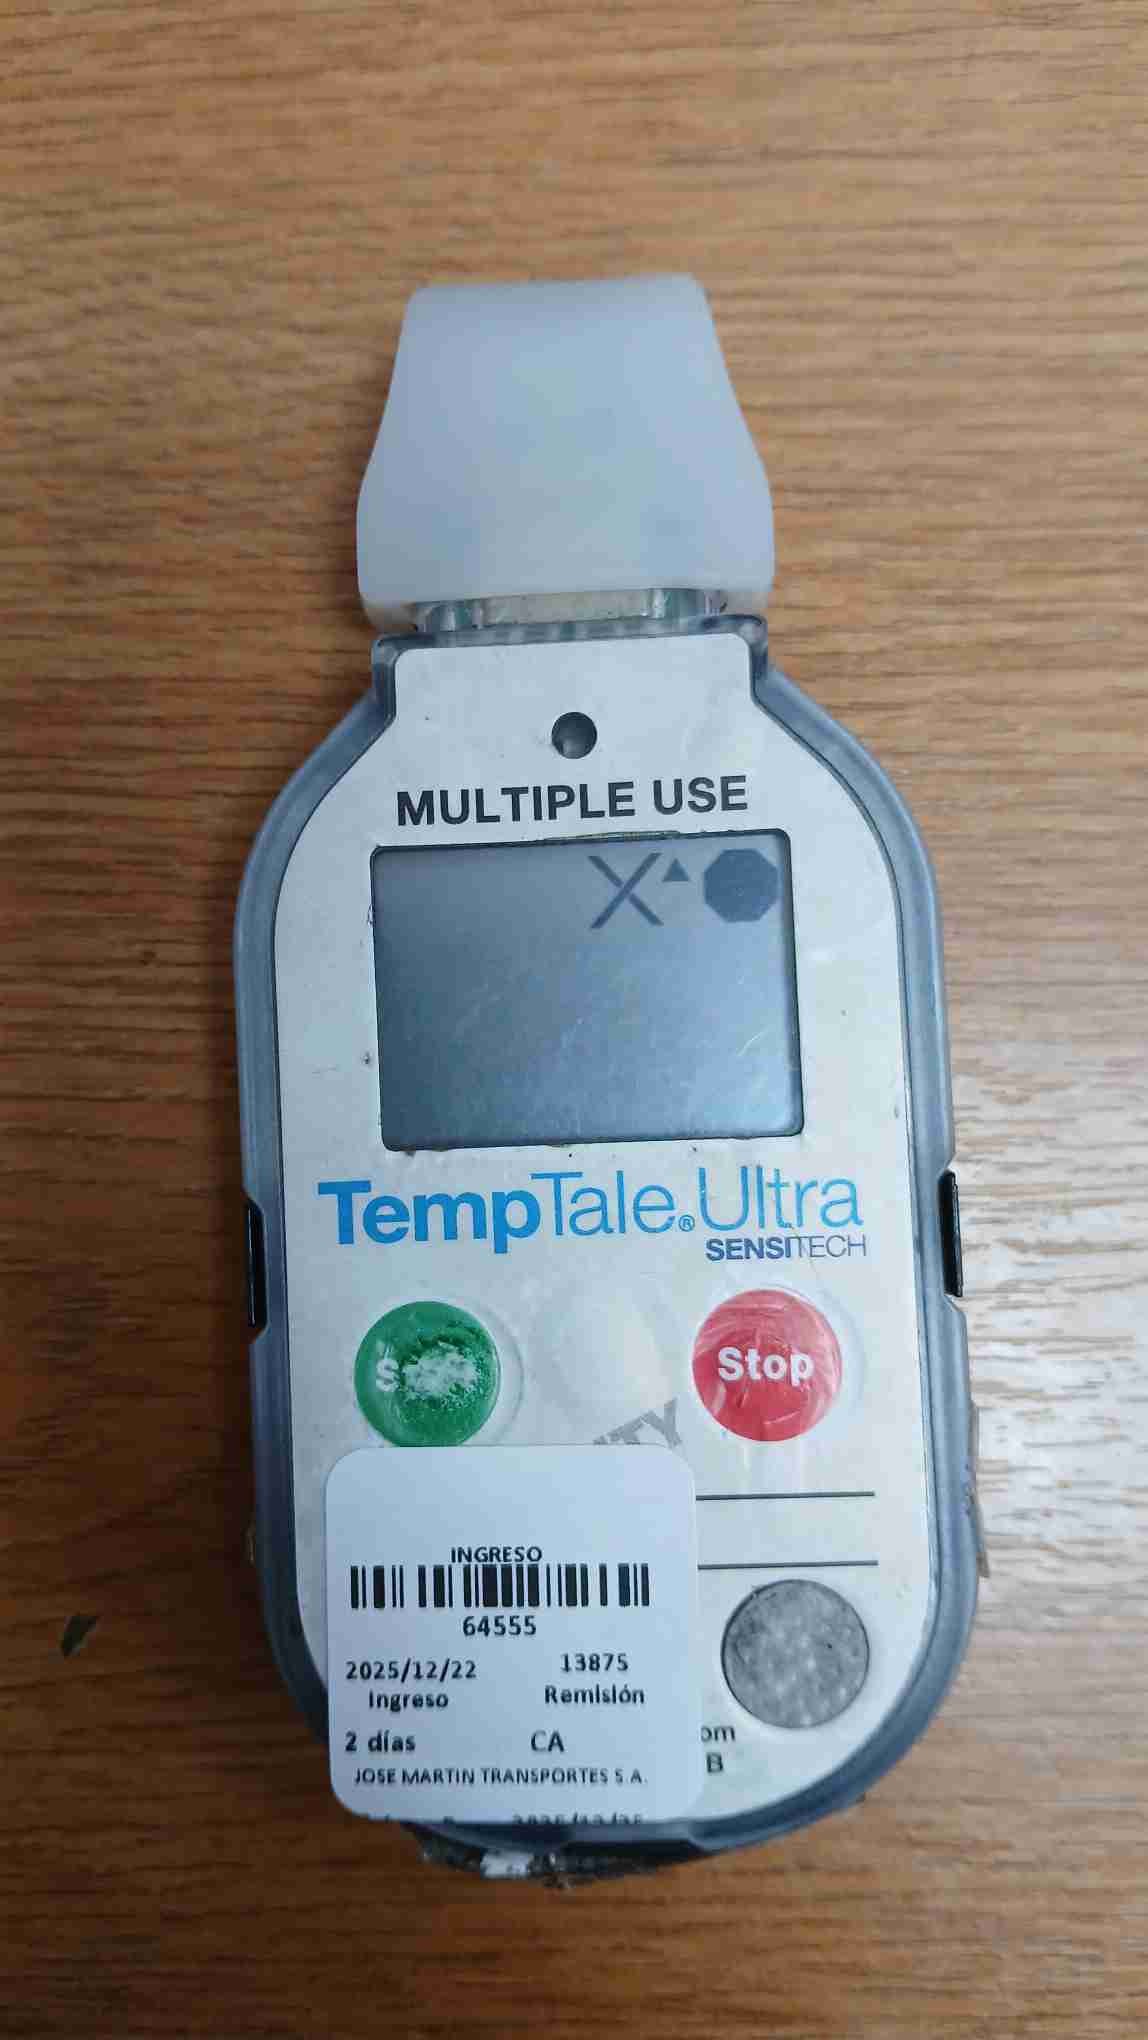 MULTIPLE USE
X
TempTale® Ultra
SENSITECH
Stop
INGRESO
64555
2025/12/22 13875
Ingreso Remisión
2 días CA
om
JOSE MARTIN TRANSPORTES S.A.
B